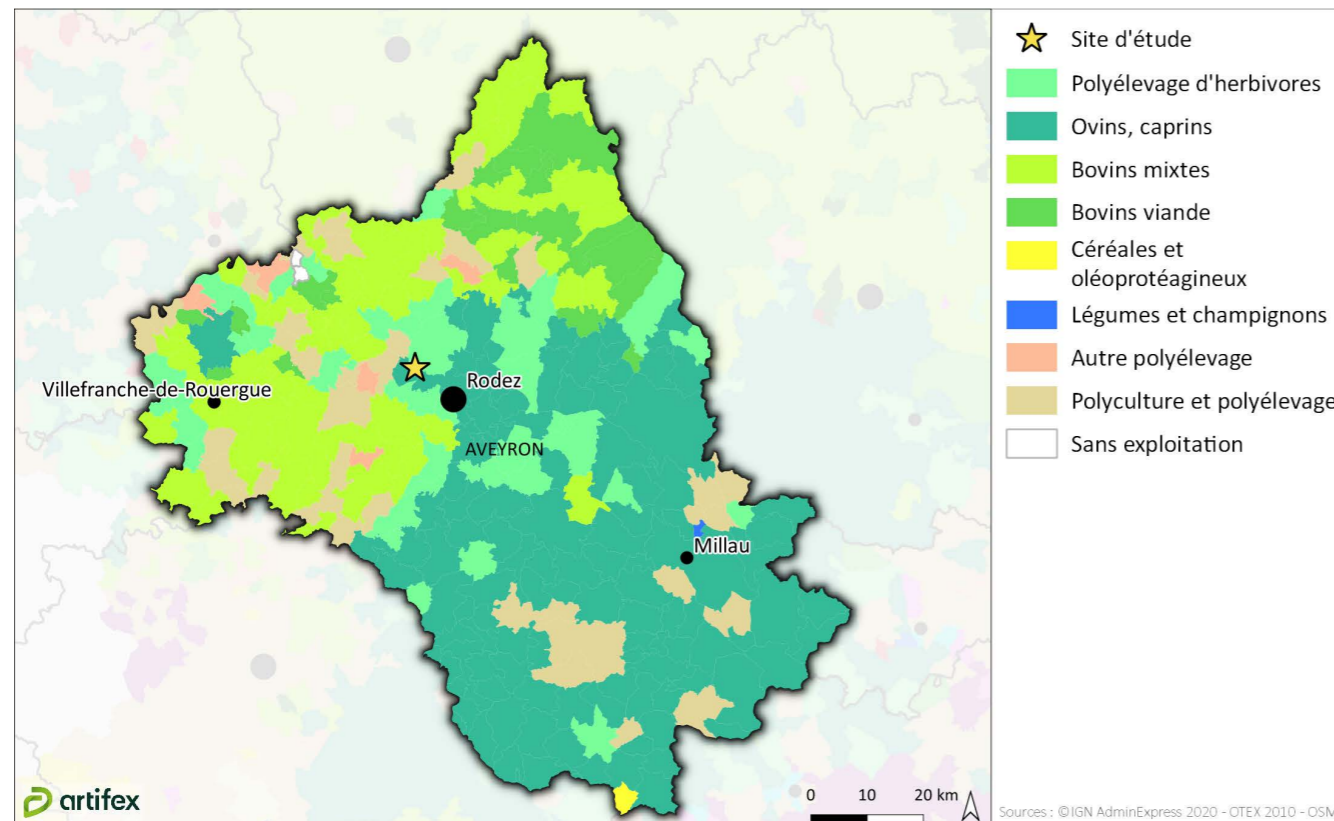 Site d'étude
Polyélevage d'herbivores
Ovins, caprins
Bovins mixtes
Bovins viande
Céréales et
oléoprotéagineux
Légumes et champignons
Autre polyélevage
Polyculture et polyélevage
Sans exploitation
Villefranche-de-Rouergue
Rodez
AVEYRON
Millau
artifex
0 10 20 km
Sources : ©IGN AdminExpress 2020 - OTEX 2010 - OSM